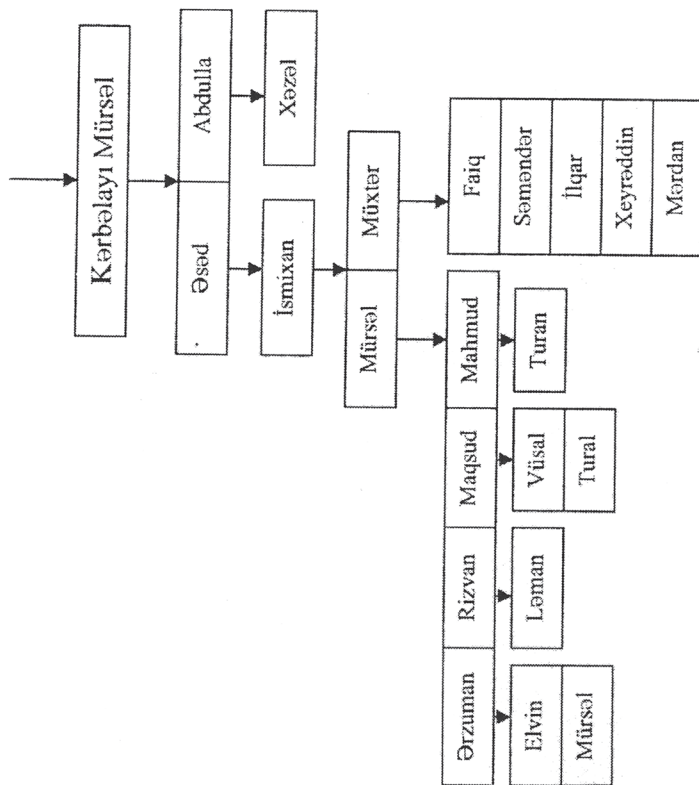 Kərbəlayı Mürsəl
Əsəd
Abdulla
İsmixan
Xəzəl
Mürsəl
Müxtər
Ərzuman
Rizvan
Maqsud
Mahmud
Elvin
Mürsəl
Ləman
Vüsal
Tural
Turan
Faiq
Səməndər
İlqar
Xeyrəddin
Mərdan